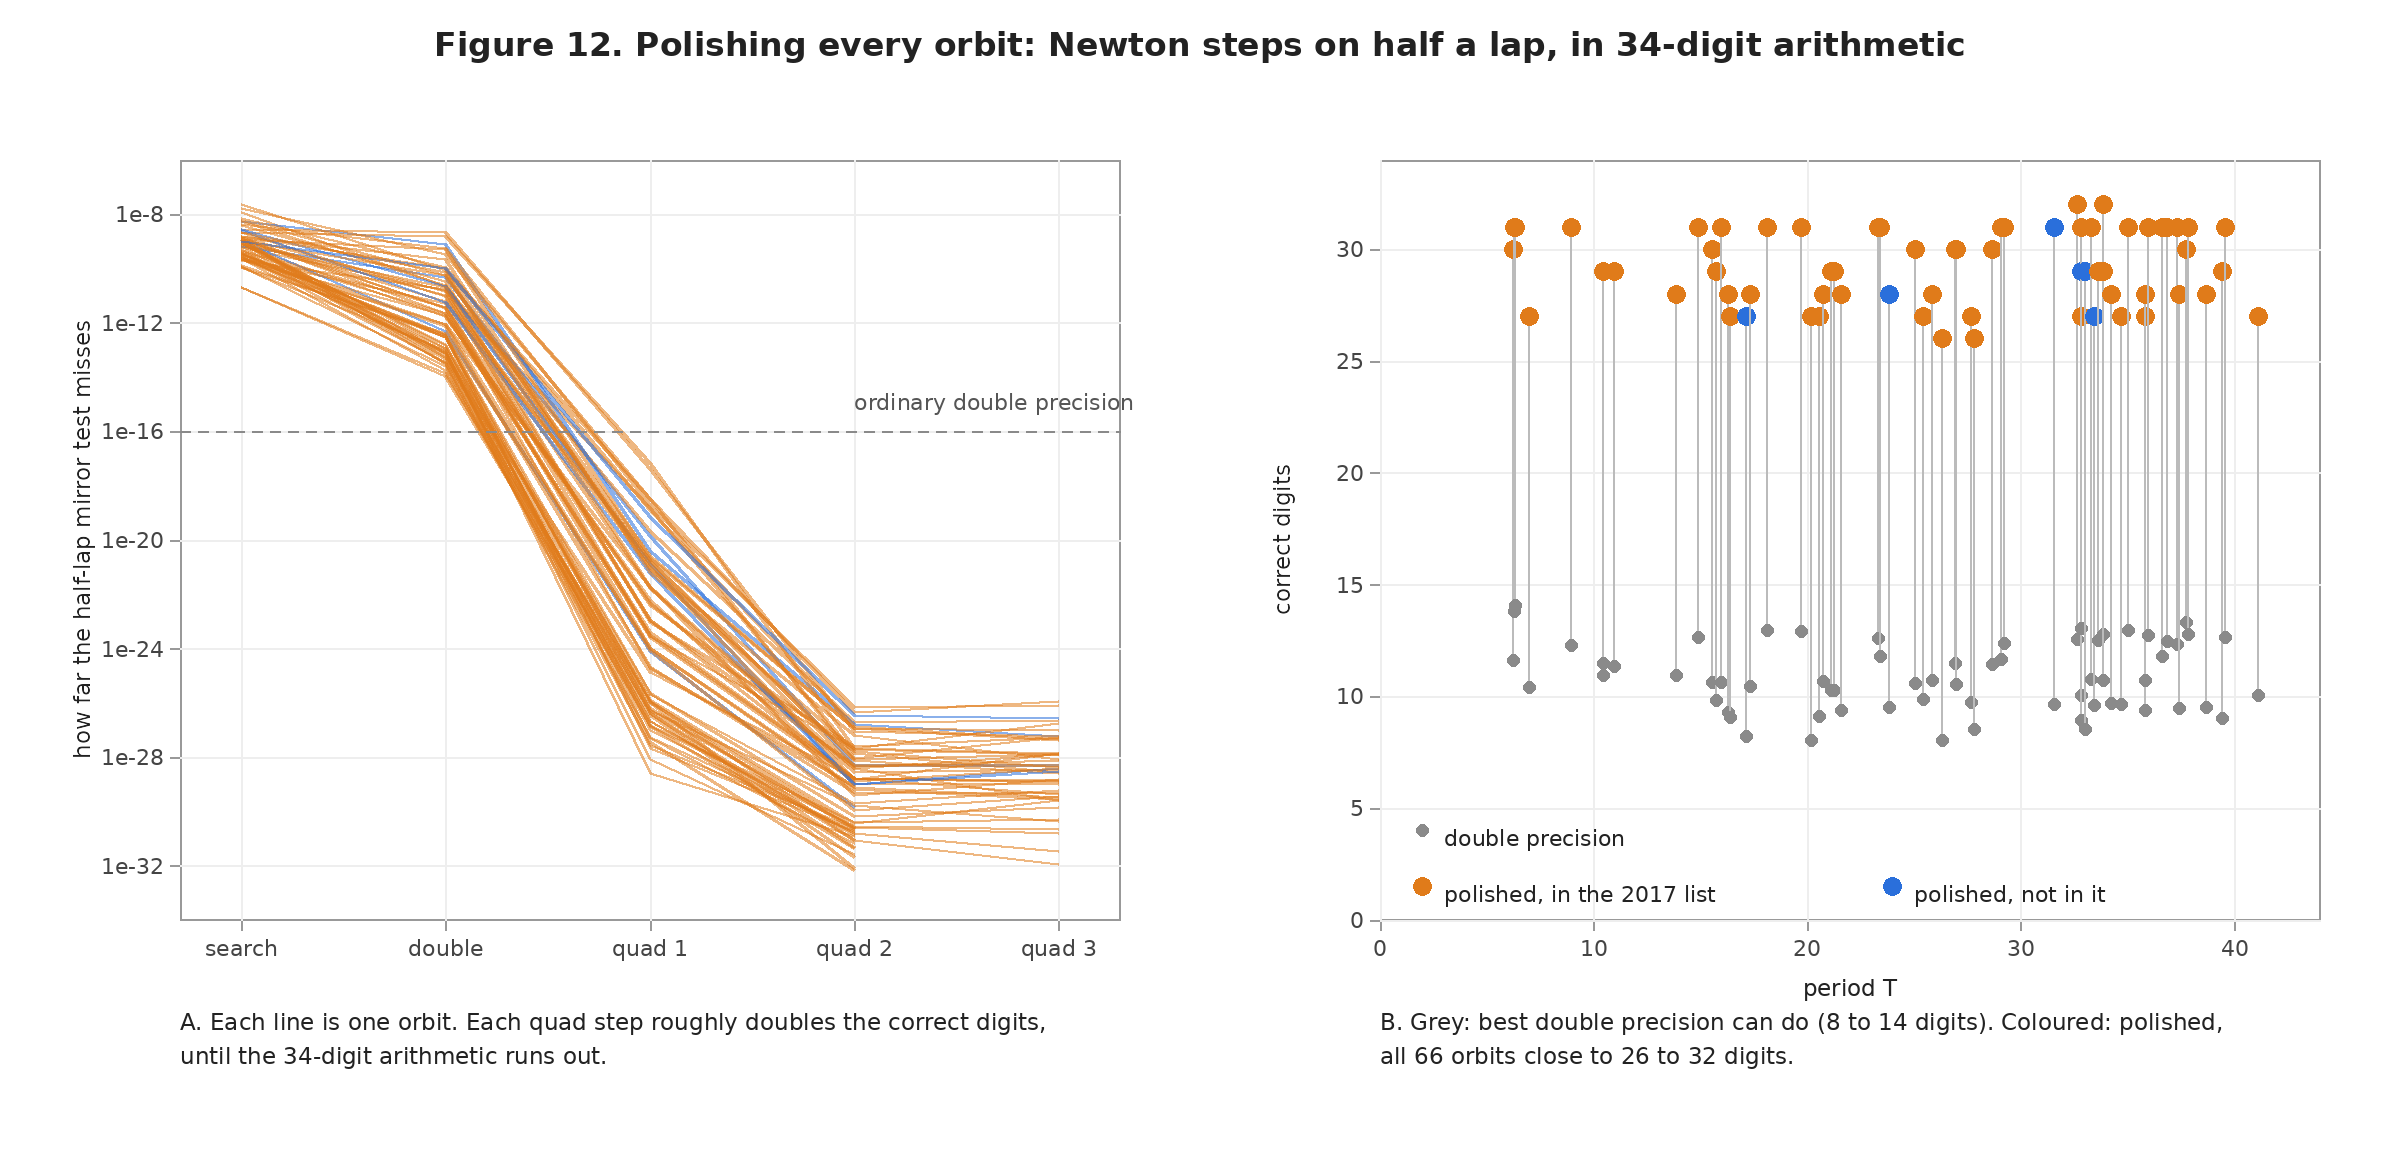 Figure 12. Polishing every orbit: Newton steps on half a lap, in 34-digit arithmetic
how far the half-lap mirror test misses
1e-8
1e-12
1e-16
1e-20
1e-24
1e-28
1e-32
ordinary double precision
search
double
quad 1
quad 2
quad 3
A. Each line is one orbit. Each quad step roughly doubles the correct digits,
until the 34-digit arithmetic runs out.
correct digits
30
25
20
15
10
5
0
double precision
polished, in the 2017 list
polished, not in it
0
10
20
30
40
period T
B. Grey: best double precision can do (8 to 14 digits). Coloured: polished,
all 66 orbits close to 26 to 32 digits.